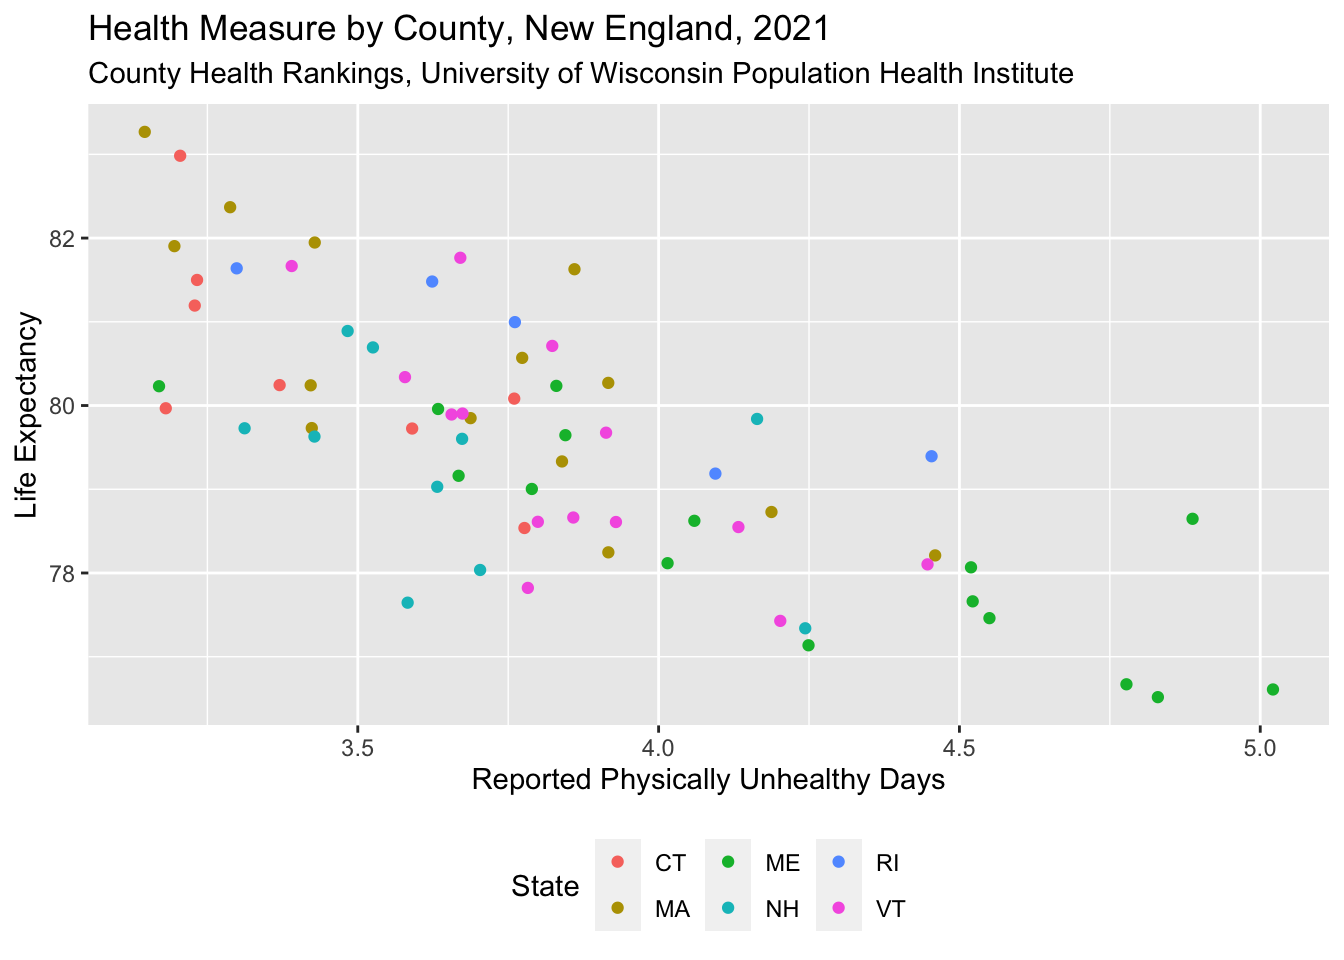 Health Measure by County, New England, 2021
County Health Rankings, University of Wisconsin Population Health Institute
Life Expectancy
82
80
78
3.5 4.0 4.5 5.0
Reported Physically Unhealthy Days
State
CT ME RI
MA NH VT